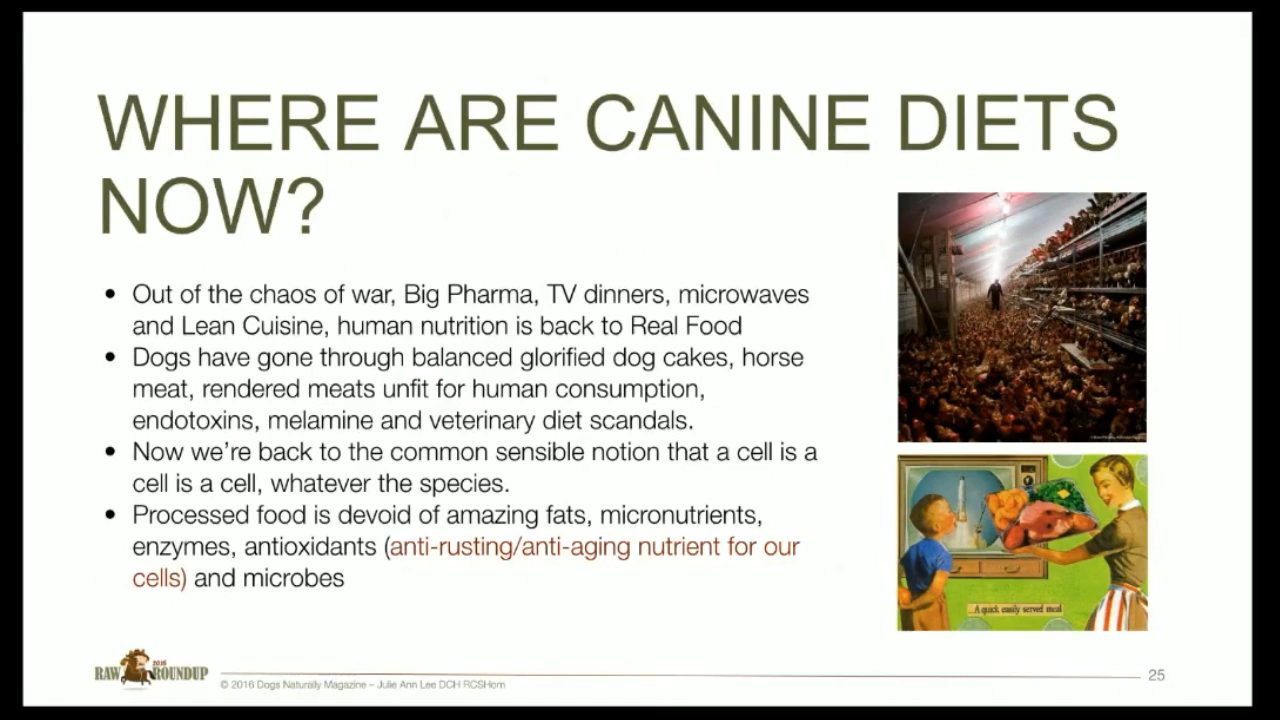 WHERE ARE CANINE DIETS
NOW?
• Out of the chaos of war, Big Pharma, TV dinners, microwaves
and Lean Cuisine, human nutrition is back to Real Food
• Dogs have gone through balanced glorified dog cakes, horse
meat, rendered meats unfit for human consumption,
endotoxins, melamine and veterinary diet scandals.
• Now we're back to the common sensible notion that a cell is a
cell is a cell, whatever the species.
• Processed food is devoid of amazing fats, micronutrients,
enzymes, antioxidants (anti-rusting/anti-aging nutrient for our
cells) and microbes
...A quick easily served meal
RAW 2016 ROUNDUP
© 2016 Dogs Naturally Magazine – Julie Ann Lee DCH RCSHom
25